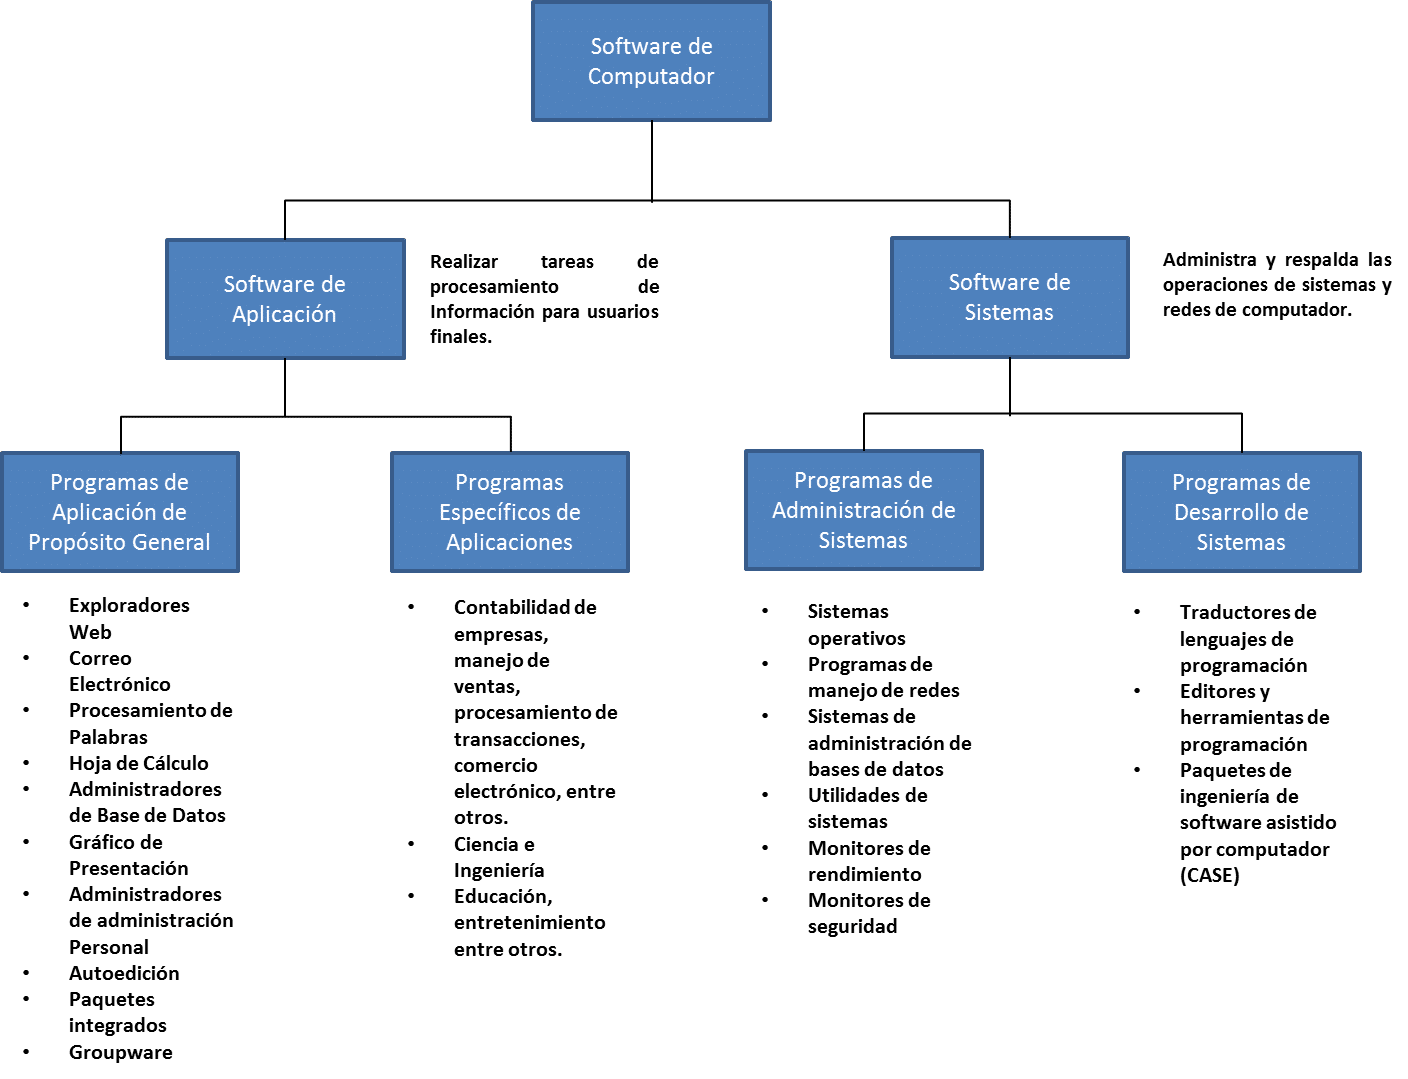 Software de
Computador
Software de
Aplicación
Realizar tareas de
procesamiento de
Información para usuarios
finales.
Software de
Sistemas
Administra y respalda las
operaciones de sistemas y
redes de computador.
Programas de
Aplicación de
Propósito General
Programas
Específicos de
Aplicaciones
Programas de
Administración de
Sistemas
Programas de
Desarrollo de
Sistemas
• Exploradores
Web
• Correo
Electrónico
• Procesamiento de
Palabras
• Hoja de Cálculo
• Administradores
de Base de Datos
• Gráfico de
Presentación
• Administradores
de administración
Personal
• Autoedición
• Paquetes
integrados
• Groupware
• Contabilidad de
empresas,
manejo de
ventas,
procesamiento de
transacciones,
comercio
electrónico, entre
otros.
• Ciencia e
Ingeniería
• Educación,
entretenimiento
entre otros.
• Sistemas
operativos
• Programas de
manejo de redes
• Sistemas de
administración de
bases de datos
• Utilidades de
sistemas
• Monitores de
rendimiento
• Monitores de
seguridad
• Traductores de
lenguajes de
programación
• Editores y
herramientas de
programación
• Paquetes de
ingeniería de
software asistido
por computador
(CASE)